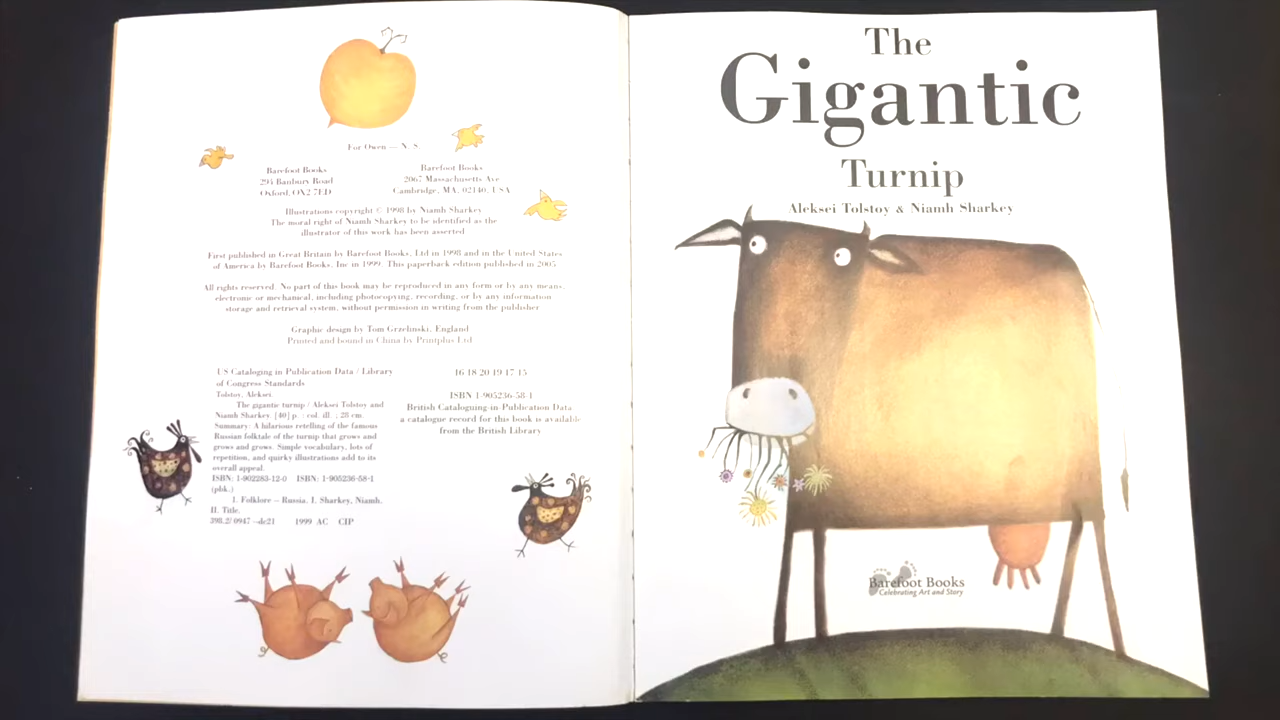 For Owen — N. S.
Barefoot Books
294 Banbury Road
Oxford, OX2 7ED
Barefoot Books
2067 Massachusetts Ave
Cambridge, MA, 02140, USA
Illustrations copyright © 1998 by Niamh Sharkey
The moral right of Niamh Sharkey to be identified as the
illustrator of this work has been asserted
First published in Great Britain by Barefoot Books, Ltd in 1998 and in the United States
of America by Barefoot Books, Inc in 1999. This paperback edition published in 2005
All rights reserved. No part of this book may be reproduced in any form or by any means,
electronic or mechanical, including photocopying, recording, or by any information
storage and retrieval system, without permission in writing from the publisher
Graphic design by Tom Grzelinski, England
Printed and bound in China by Printplus Ltd
US Cataloging in Publication Data / Library
of Congress Standards
Tolstoy, Aleksei.
The gigantic turnip / Aleksei Tolstoy and
Niamh Sharkey. [40] p. : col. ill. ; 28 cm.
Summary: A hilarious retelling of the famous
Russian folktale of the turnip that grows and
grows and grows. Simple vocabulary, lots of
repetition, and quirky illustrations add to its
overall appeal.
ISBN: 1-902283-12-0 ISBN: 1-905236-58-1
(pbk.)
1. Folklore – Russia. I. Sharkey, Niamh.
II. Title.
398.2/ 0947 --dc21 1999 AC CIP
16 18 20 19 17 15
ISBN 1-905236-58-1
British Cataloguing-in-Publication Data:
a catalogue record for this book is available
from the British Library
The
Gigantic
Turnip
Aleksei Tolstoy & Niamh Sharkey
Barefoot Books
Celebrating Art and Story